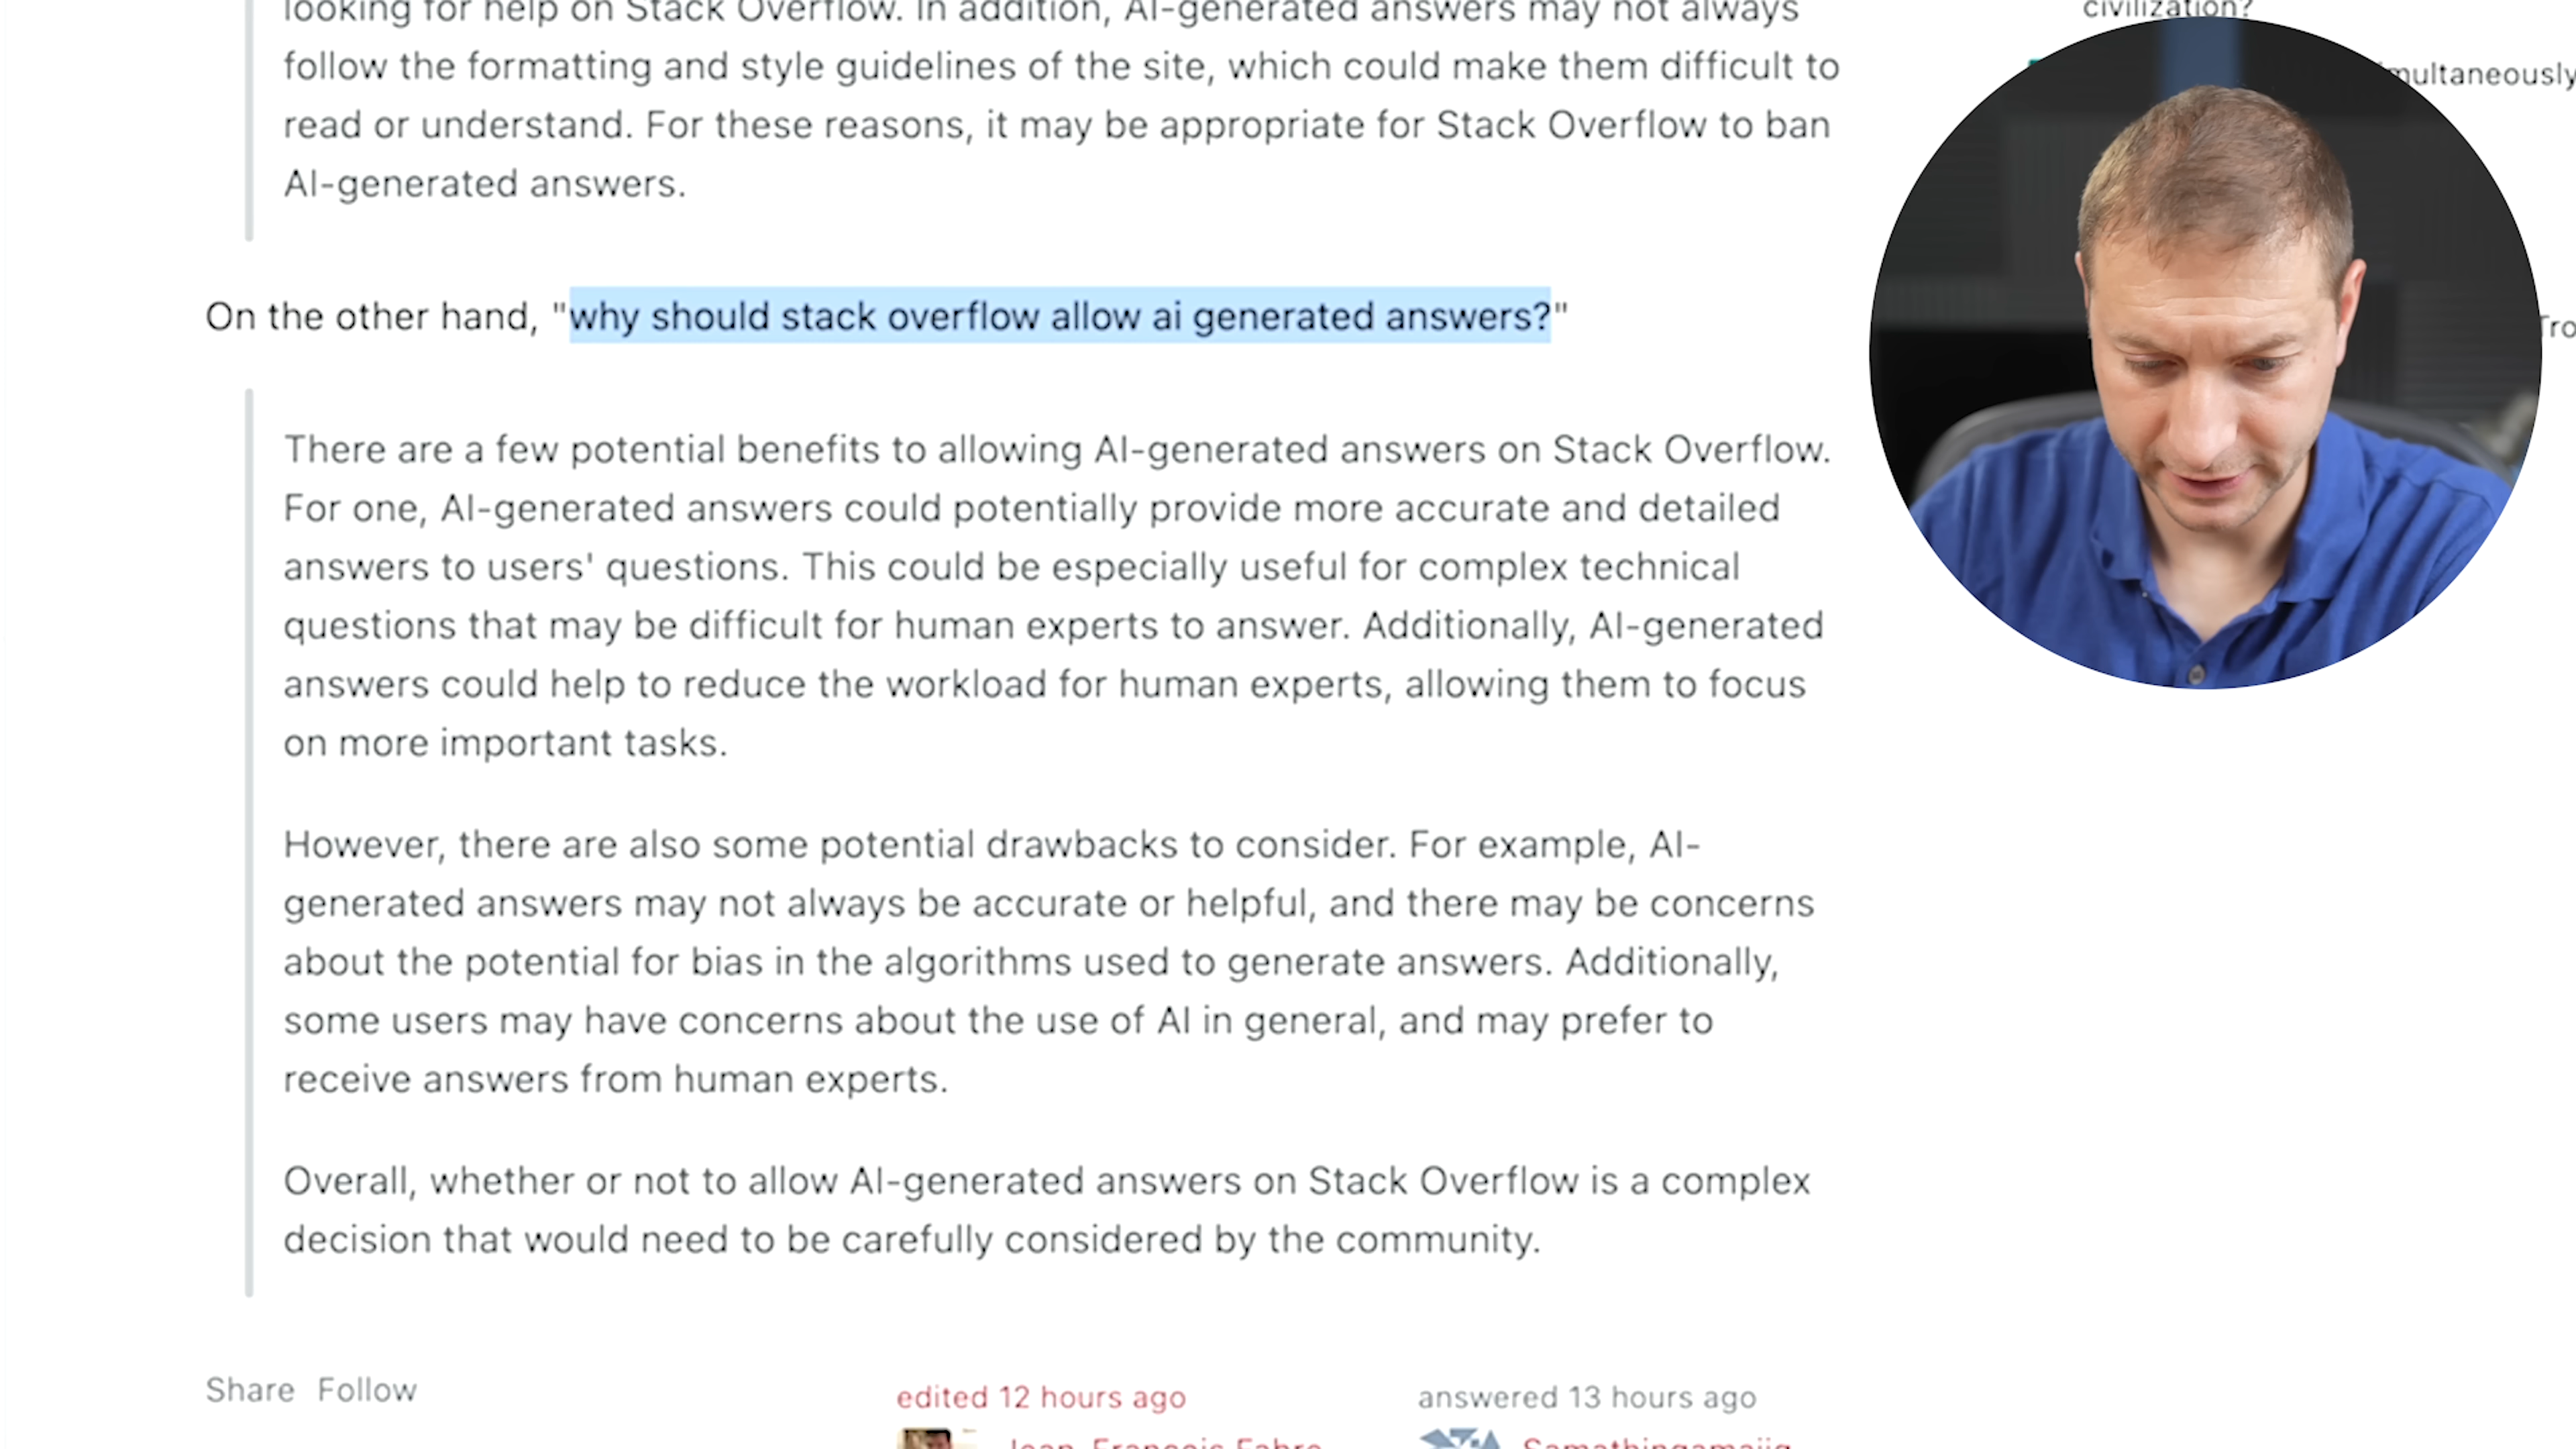 looking for help on Stack Overflow. In addition, AI-generated answers may not always
follow the formatting and style guidelines of the site, which could make them difficult to
read or understand. For these reasons, it may be appropriate for Stack Overflow to ban
AI-generated answers.
On the other hand, "why should stack overflow allow ai generated answers?"
There are a few potential benefits to allowing AI-generated answers on Stack Overflow.
For one, AI-generated answers could potentially provide more accurate and detailed
answers to users' questions. This could be especially useful for complex technical
questions that may be difficult for human experts to answer. Additionally, AI-generated
answers could help to reduce the workload for human experts, allowing them to focus
on more important tasks.
However, there are also some potential drawbacks to consider. For example, AI-
generated answers may not always be accurate or helpful, and there may be concerns
about the potential for bias in the algorithms used to generate answers. Additionally,
some users may have concerns about the use of AI in general, and may prefer to
receive answers from human experts.
Overall, whether or not to allow AI-generated answers on Stack Overflow is a complex
decision that would need to be carefully considered by the community.
Share Follow
edited 12 hours ago
Jean-François Fabre
answered 13 hours ago
Samathingamajig
civilization?